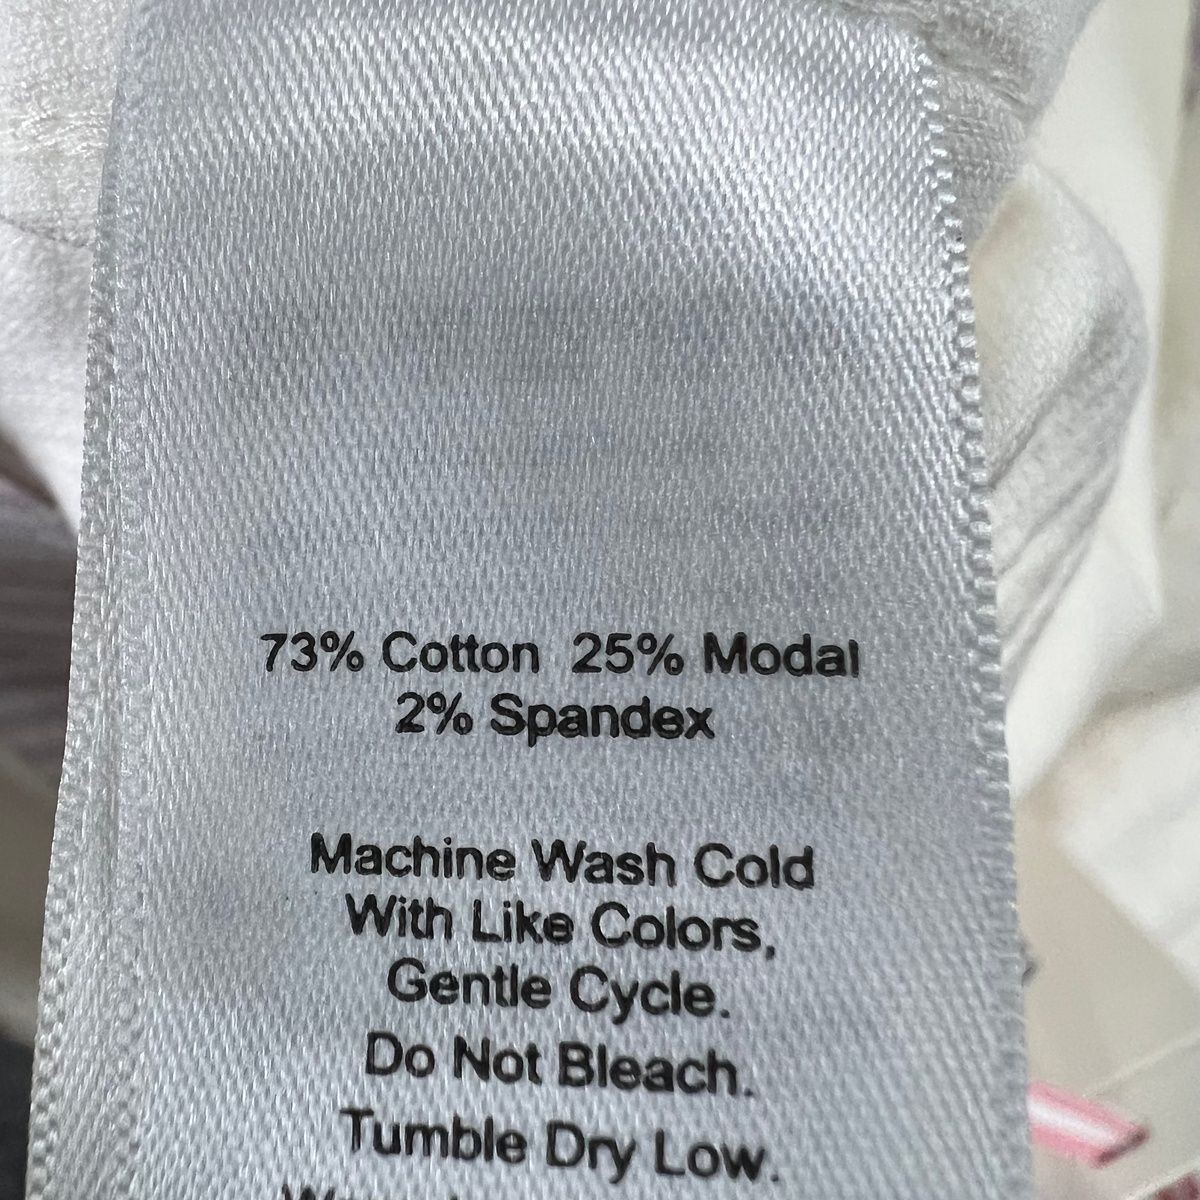 73% Cotton 25% Modal
2% Spandex
Machine Wash Cold
With Like Colors,
Gentle Cycle.
Do Not Bleach.
Tumble Dry Low.